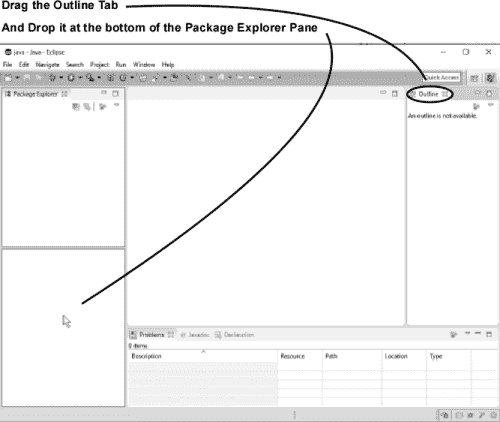 Drag the Outline Tab
And Drop it at the bottom of the Package Explorer Pane
java - Java - Eclipse
File Edit Navigate Search Project Run Window Help
Quick Access
Package Explorer
Outline
An outline is not available.
Problems Javadoc Declaration
0 items
Description Resource Path Location Type